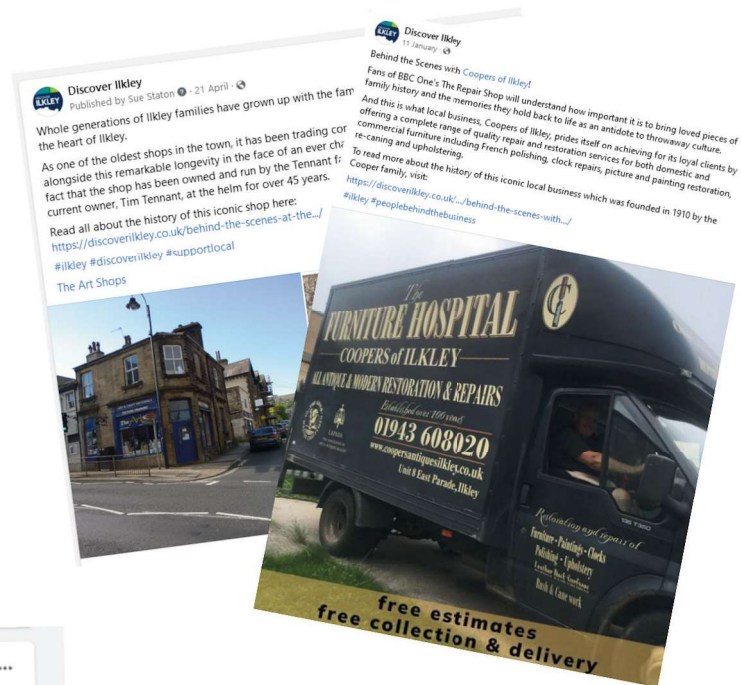 Discover Ilkley
Published by Sue Staton · 21 April ·
Whole generations of Ilkley families have grown up with the fam
the heart of Ilkley.
As one of the oldest shops in the town, it has been trading con
alongside this remarkable longevity in the face of an ever cha
fact that the shop has been owned and run by the Tennant fa
current owner, Tim Tennant, at the helm for over 45 years.
Read all about the history of this iconic shop here:
https://discoverilkley.co.uk/behind-the-scenes-at-the.../
#ilkley #discoverilkley #supportlocal
The Art Shops
Discover Ilkley
11 January ·
Behind the Scenes with Coopers of Ilkley!
Fans of BBC One's The Repair Shop will understand how important it is to bring loved pieces of
family history and the memories they hold back to life as an antidote to throwaway culture.
And this is what local business, Coopers of Ilkley, prides itself on achieving for its loyal clients by
offering a complete range of quality repair and restoration services for both domestic and
commercial furniture including French polishing, clock repairs, picture and painting restoration,
re-caning and upholstering.
To read more about the history of this iconic local business which was founded in 1910 by the
Cooper family, visit:
https://discoverilkley.co.uk/.../behind-the-scenes-with.../
#ilkley #peoplebehindthebusiness
The
FURNITURE HOSPITAL
COOPERS of ILKLEY
ALL ANTIQUE & MODERN RESTORATION & REPAIRS
Established over 100 years
01943 608020
www.coopersantiquesilkley.co.uk
Unit 8 East Parade, Ilkley
Restoration and repairs of
Furniture · Paintings · Clocks
Polishing · Upholstery
Rush & Cane work
free estimates
free collection & delivery